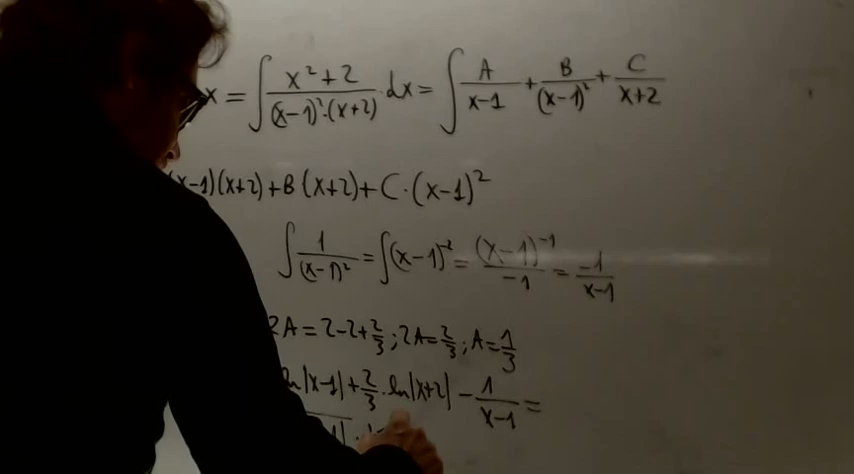 x = ∫ (x²+2)/((x-1)²·(x+2)) · dx = ∫ A/(x-1) + B/(x-1)² + C/(x+2)
(x-1)(x+2)+B(x+2)+C·(x-1)²
∫ 1/(x-1)² = ∫(x-1)⁻² = (x-1)⁻¹/-1 = -1/(x-1)
2A=2-2+2/3; 2A=2/3; A=1/3
ln|x-1|+2/3·ln|x+2| - 1/(x-1) =